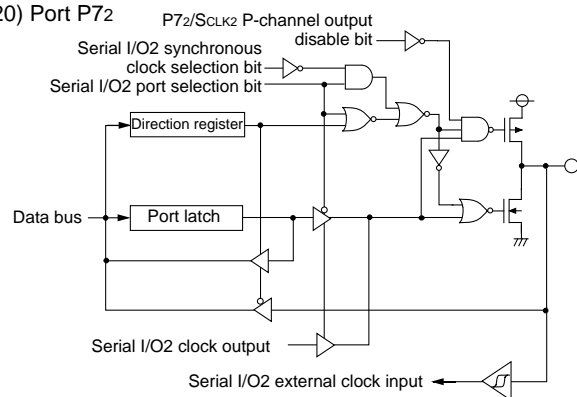 20) Port P72
P72/SCLK2 P-channel output
disable bit
Serial I/O2 synchronous
clock selection bit
Serial I/O2 port selection bit
Direction register
Data bus
Port latch
Serial I/O2 clock output
Serial I/O2 external clock input